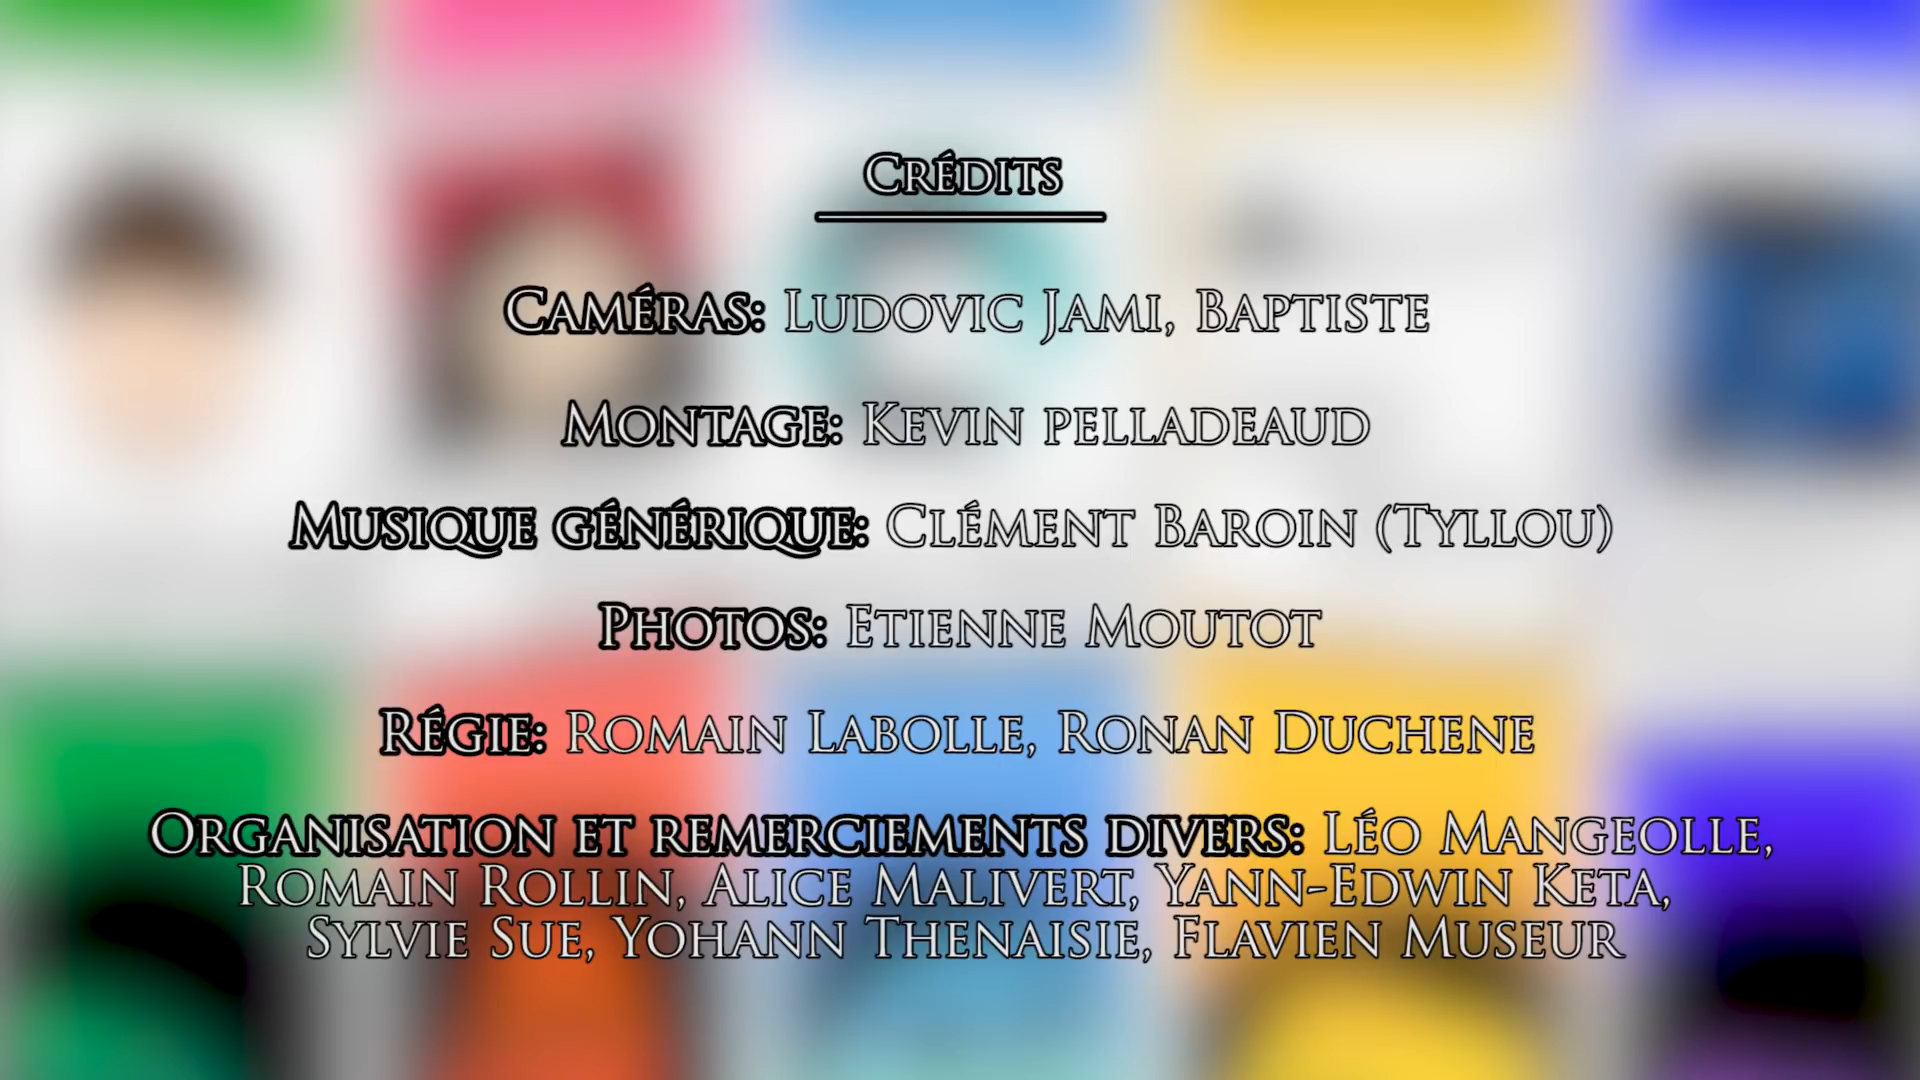 Crédits
Caméras: Ludovic Jami, Baptiste
Montage: Kevin pelladeaud
Musique générique: Clément Baroin (Tyllou)
Photos: Etienne Moutot
Régie: Romain Labolle, Ronan Duchene
Organisation et remerciements divers: Léo Mangeolle,
Romain Rollin, Alice Malivert, Yann-Edwin Keta,
Sylvie Sue, Yohann Thenaisie, Flavien Museur